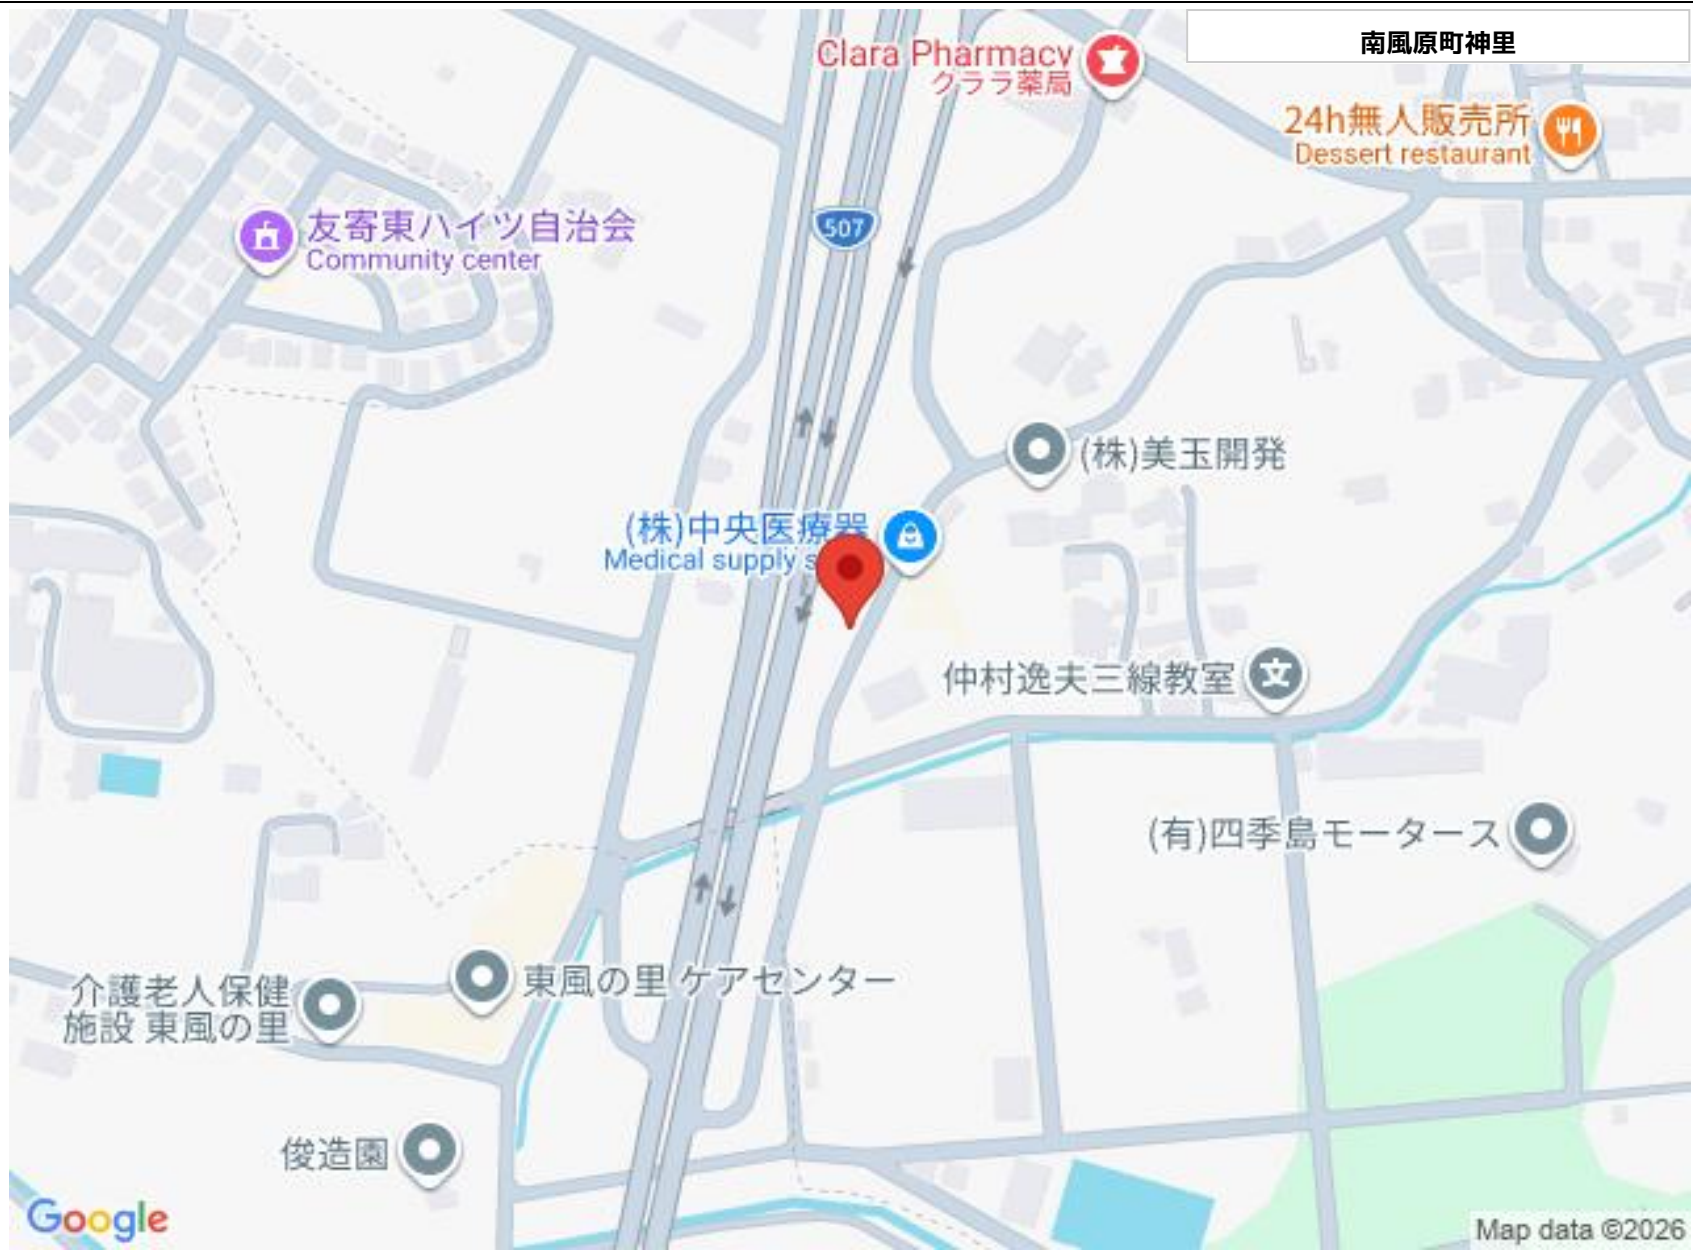 南風原町神里
Clara Pharmacy
クララ薬局
24h無人販売所
Dessert restaurant
507
友寄東ハイツ自治会
Community center
(株)美玉開発
(株)中央医療器
Medical supply s
仲村逸夫三線教室
文
(有)四季島モータース
東風の里 ケアセンター
介護老人保健
施設 東風の里
俊造園
Google
Map data ©2026